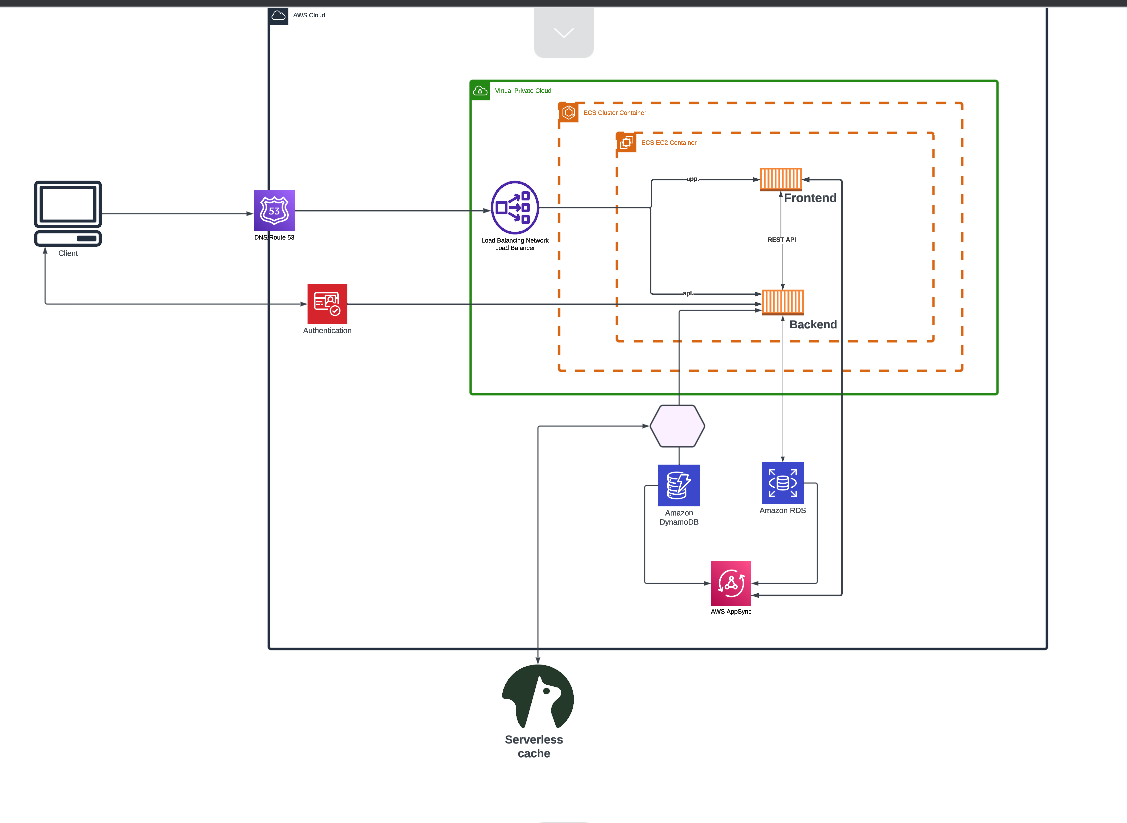 AWS Cloud
Virtual Private Cloud
ECS Cluster Container
ECS EC2 Container
app.
Frontend
53
DNS Route 53
Load Balancing Network
Load Balancer
Client
REST API
api.
Backend
Authentication
Amazon
DynamoDB
Amazon RDS
AWS AppSync
Serverless
cache